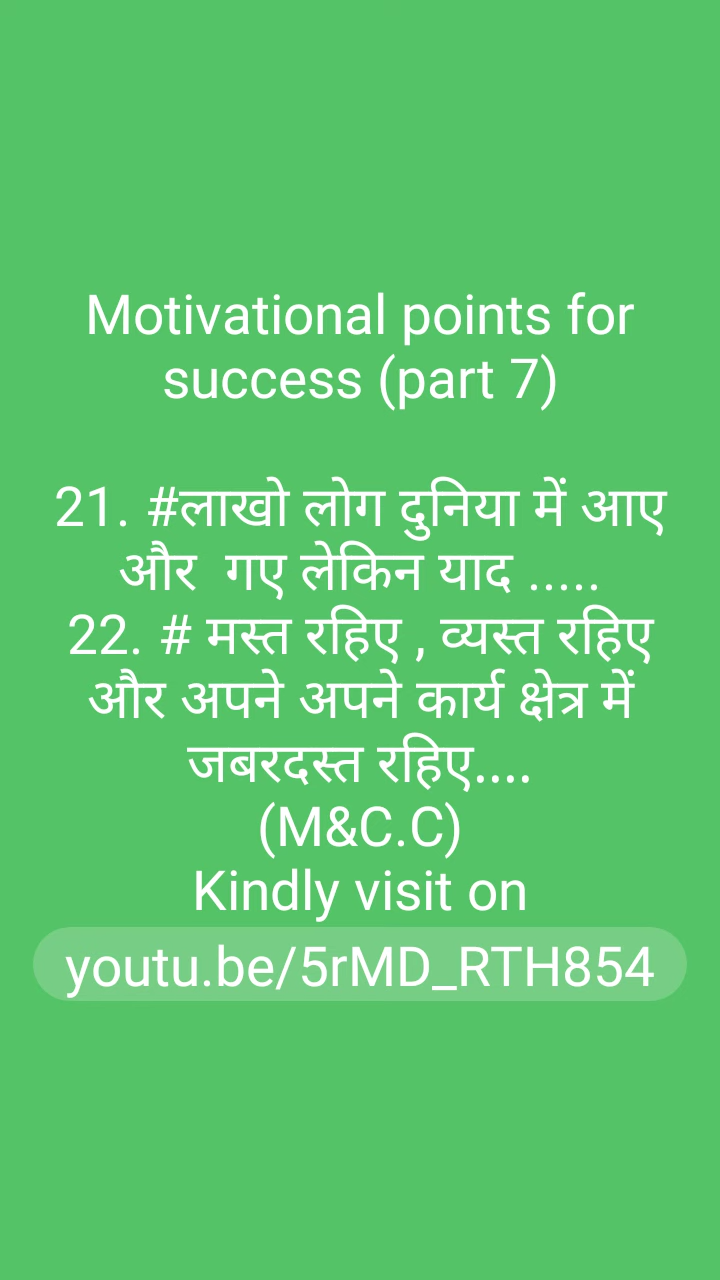 Motivational points for
success (part 7)
21. #लाखो लोग दुनिया में आए
और  गए लेकिन याद .....
22. # मस्त रहिए , व्यस्त रहिए
और अपने अपने कार्य क्षेत्र में
जबरदस्त रहिए....
(M&C.C)
Kindly visit on
youtu.be/5rMD_RTH854